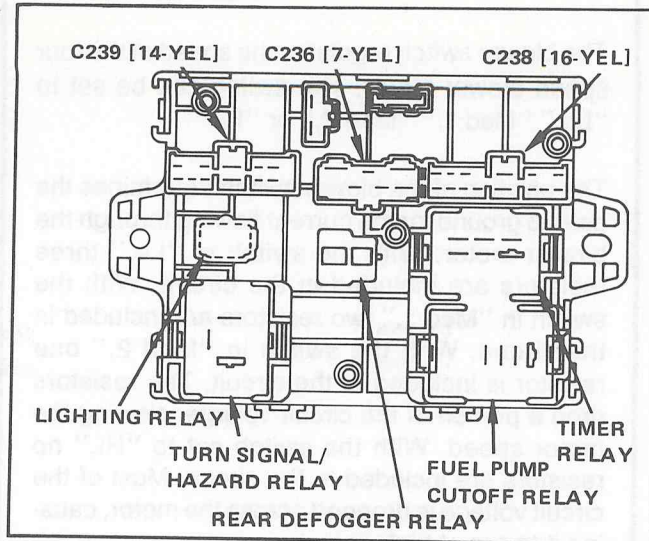 C239 [14-YEL] C236 [7-YEL] C238 [16-YEL]
LIGHTING RELAY
TURN SIGNAL/
HAZARD RELAY
REAR DEFOGGER RELAY
FUEL PUMP
CUTOFF RELAY
TIMER
RELAY